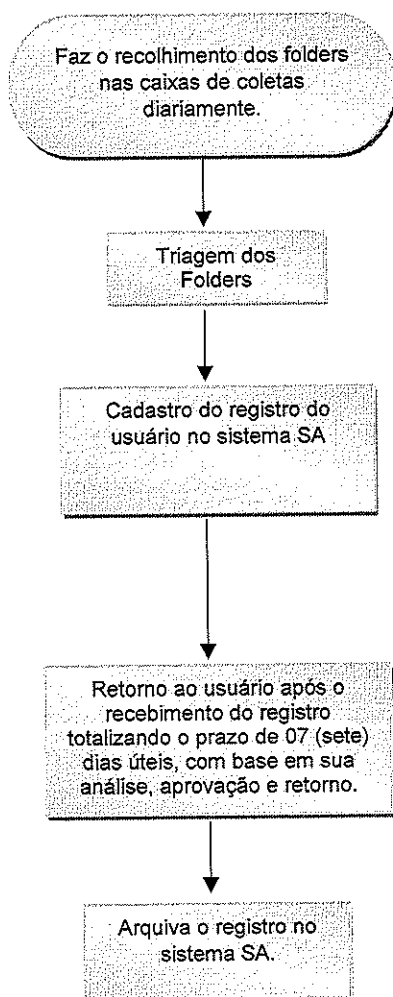 Faz o recolhimento dos folders
nas caixas de coletas
diariamente.
Triagem dos
Folders
Cadastro do registro do
usuário no sistema SA
Retorno ao usuário após o
recebimento do registro
totalizando o prazo de 07 (sete)
dias úteis, com base em sua
análise, aprovação e retorno.
Arquiva o registro no
sistema SA.